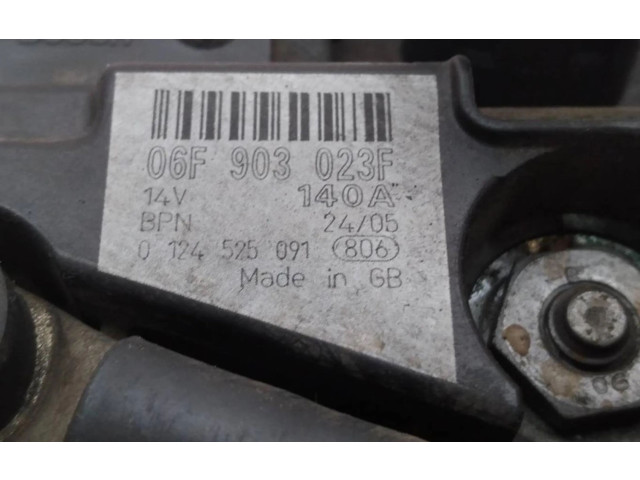 06F 903 023F
14V 140A
BPN 24/05
0 124 525 091 806
Made in GB